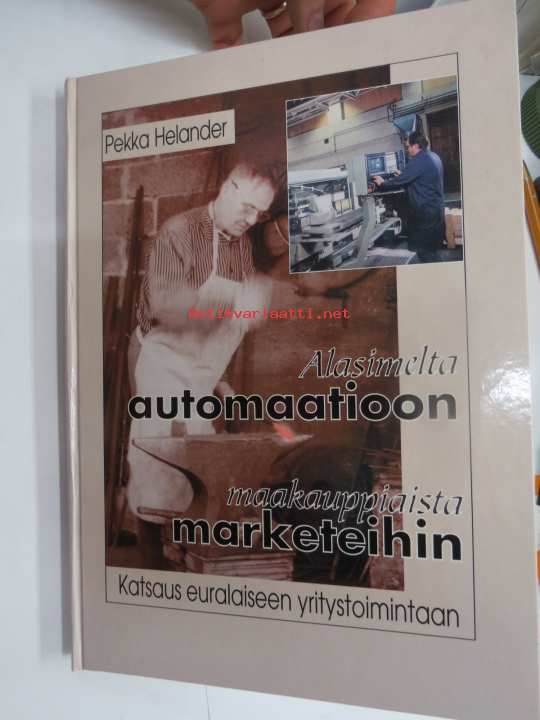 Pekka Helander
Antikvariaatti.net
Alasimelta
automaatioon
maakauppiaista
marketeihin
Katsaus euralaiseen yritystoimintaan